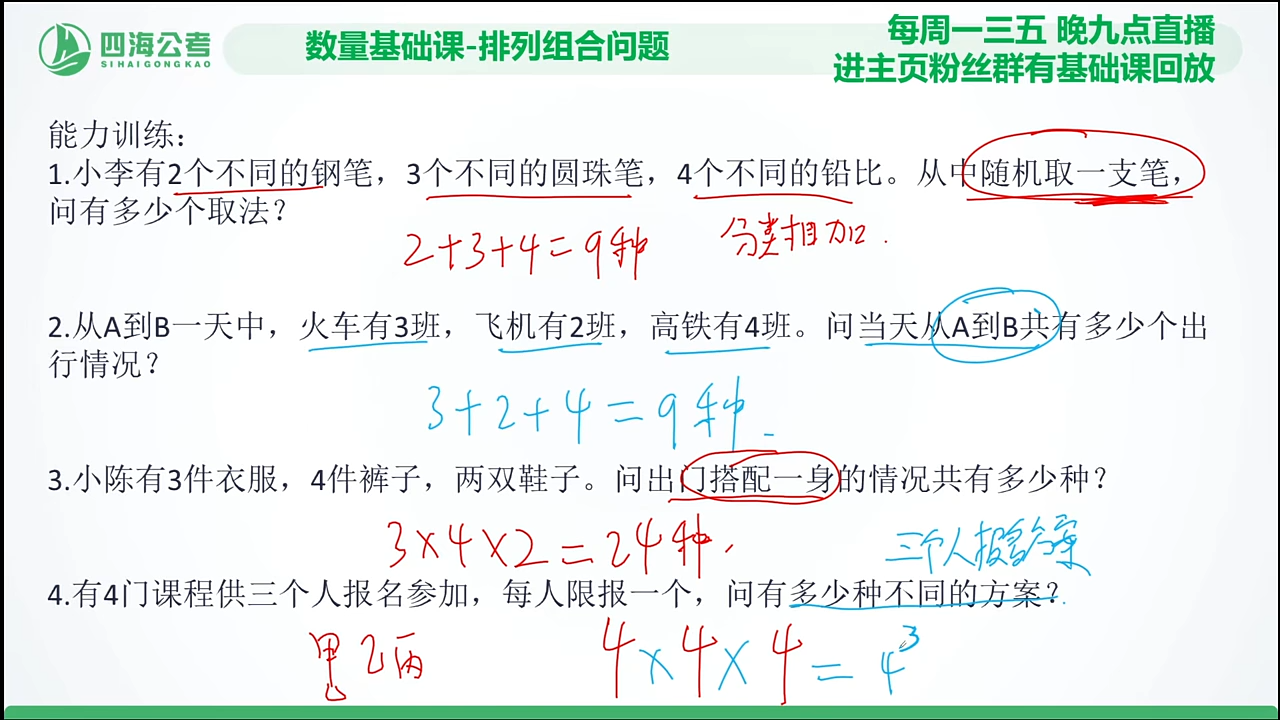 四海公考
SIHAIGONGKAO
数量基础课-排列组合问题
每周一三五 晚九点直播
进主页粉丝群有基础课回放
能力训练：
1.小李有2个不同的钢笔，3个不同的圆珠笔，4个不同的铅比。从中随机取一支笔，
问有多少个取法？
2+3+4=9种
分类相加.
2.从A到B一天中，火车有3班，飞机有2班，高铁有4班。问当天从A到B共有多少个出
行情况？
3+2+4=9种
3.小陈有3件衣服，4件裤子，两双鞋子。问出门搭配一身的情况共有多少种？
3×4×2=24种
三个人报名方案
4.有4门课程供三个人报名参加，每人限报一个，问有多少种不同的方案？
甲乙丙
4×4×4=4³